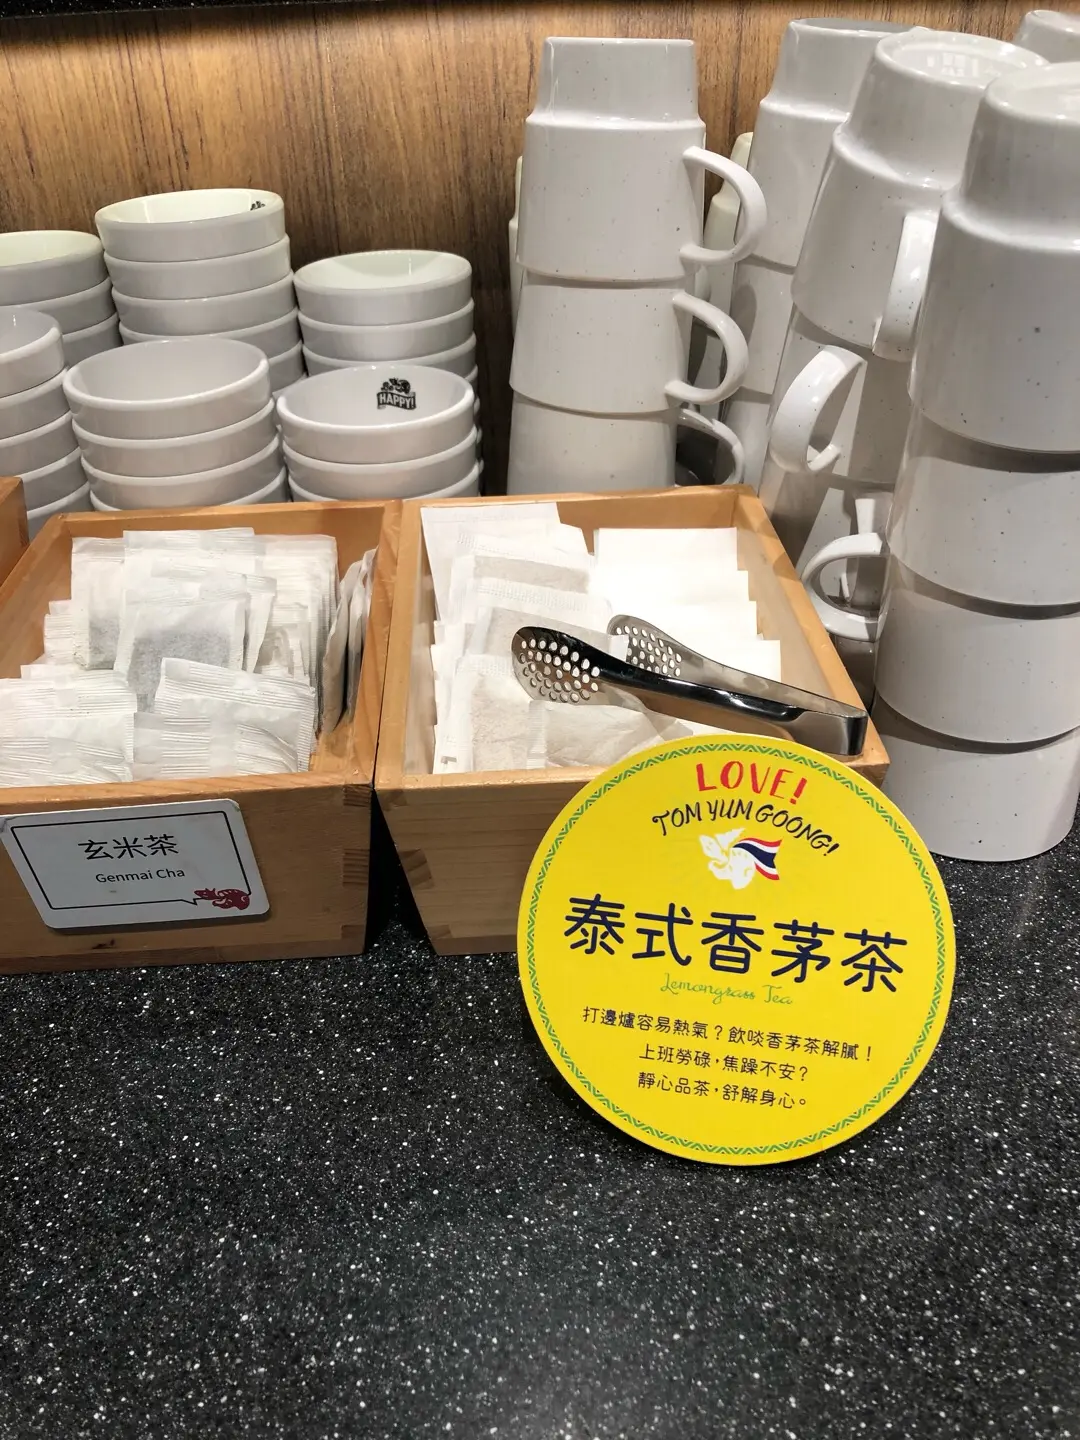 HAPPY!
玄米茶
Genmai Cha
LOVE!
TOM YUM GOONG!
泰式香茅茶
Lemongrass Tea
打邊爐容易熱氣？飲啖香茅茶解膩！
上班勞碌，焦躁不安？
靜心品茶，舒解身心。